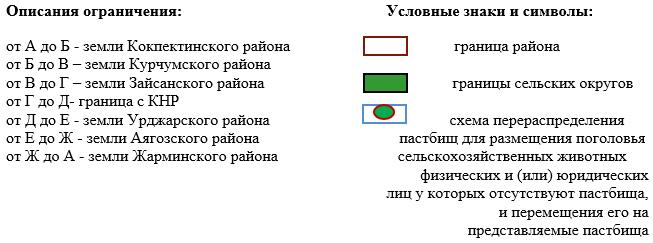 Описания ограничения:
от А до Б - земли Кокпектинского района
от Б до В – земли Курчумского района
от В до Г – земли Зайсанского района
от Г до Д- граница с КНР
от Д до Е - земли Урджарского района
от Е до Ж - земли Аягозского района
от Ж до А - земли Жарминского района
Условные знаки и символы:
граница района
границы сельских округов
схема перераспределения
пастбищ для размещения поголовья
сельскохозяйственных животных
физических и (или) юридических
лиц у которых отсутствуют пастбища,
и перемещения его на
представляемые пастбища